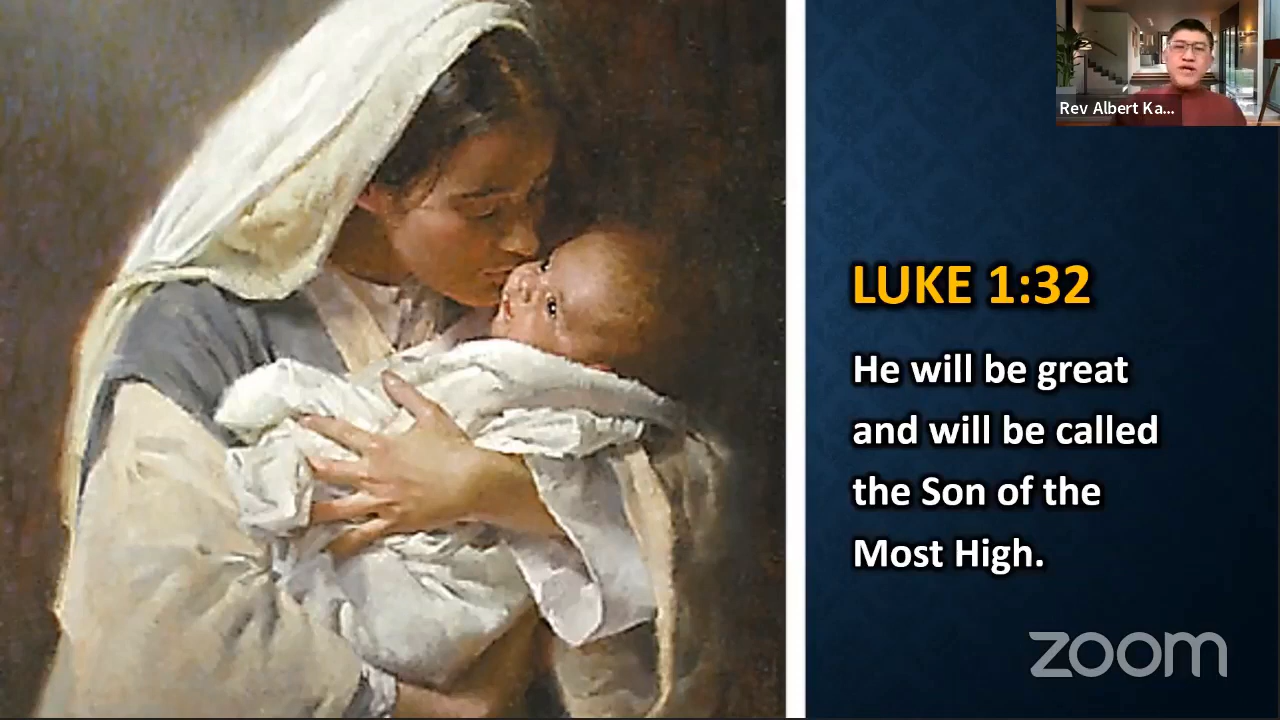 Rev Albert Ka...
LUKE 1:32
He will be great
and will be called
the Son of the
Most High.
zoom